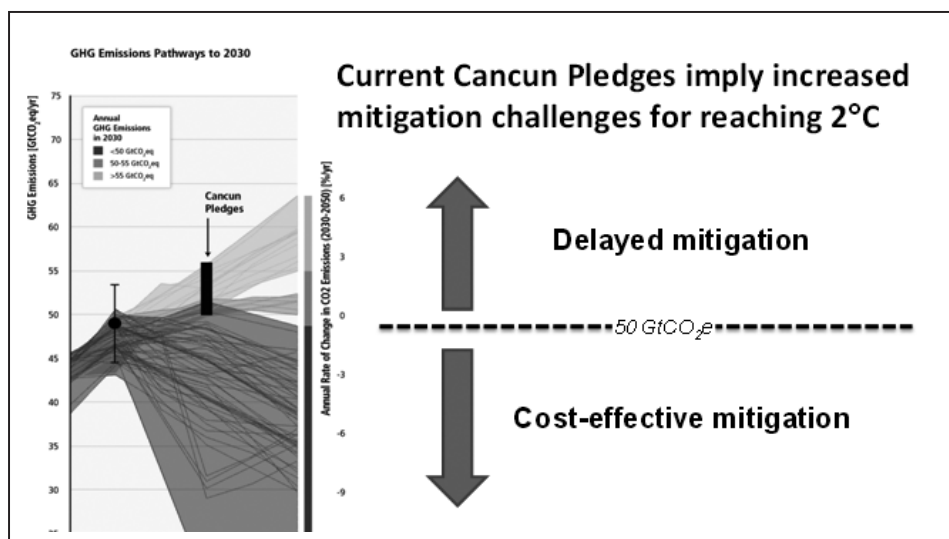 GHG Emissions Pathways to 2030
Current Cancun Pledges imply increased
mitigation challenges for reaching 2°C
GHG Emissions [GtCO₂eq/yr]
75
70
65
60
55
50
45
40
35
30
25
Annual
GHG Emissions
in 2030
<50 GtCO₂eq
50-55 GtCO₂eq
>55 GtCO₂eq
Cancun
Pledges
Annual Rate of Change in CO2 Emissions (2030-2050) [%/yr]
6
3
0
-3
-6
-9
Delayed mitigation
50 GtCO₂e
Cost-effective mitigation